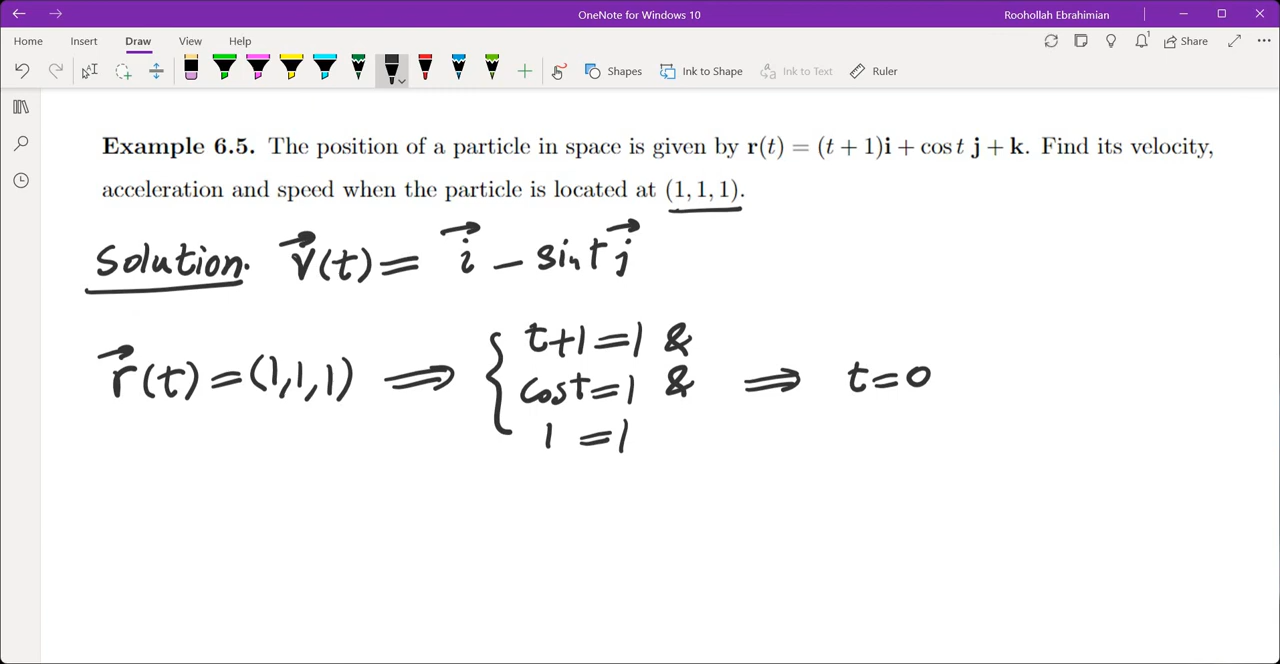 OneNote for Windows 10
Roohollah Ebrahimian
Home Insert Draw View Help
Share
Shapes Ink to Shape Ink to Text Ruler
Example 6.5. The position of a particle in space is given by r(t) = (t + 1)i + cos t j + k. Find its velocity,
acceleration and speed when the particle is located at (1, 1, 1).
Solution. v⃗(t) = i⃗ - sint j⃗
r⃗(t) = (1,1,1) ⟹ { t+1=1 &
cost=1 & ⟹ t=0
1 =1